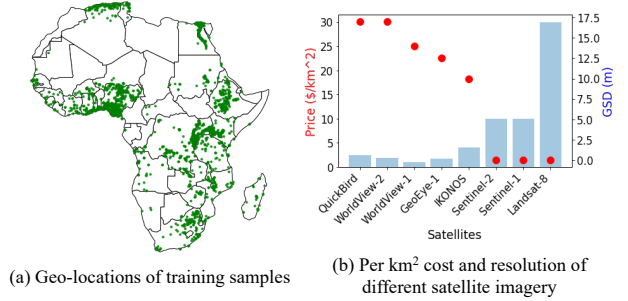 30
25
20
15
10
5
0
Price ($/km^2)
17.5
15.0
12.5
10.0
7.5
5.0
2.5
0.0
GSD (m)
QuickBird
WorldView-2
WorldView-1
GeoEye-1
IKONOS
Sentinel-2
Sentinel-1
Landsat-8
Satellites
(a) Geo-locations of training samples
(b) Per km² cost and resolution of
different satellite imagery